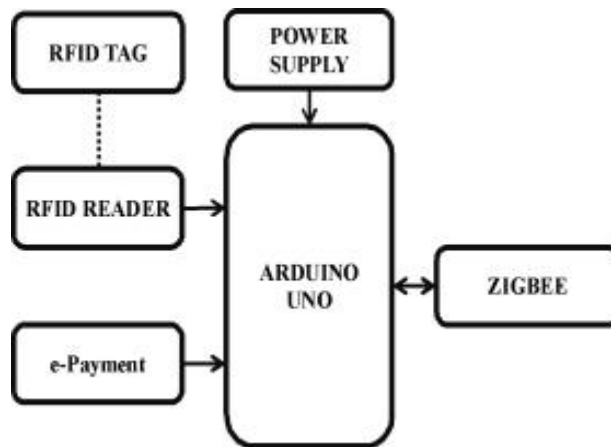 RFID TAG
POWER
SUPPLY
RFID READER
ARDUINO
UNO
ZIGBEE
e-Payment